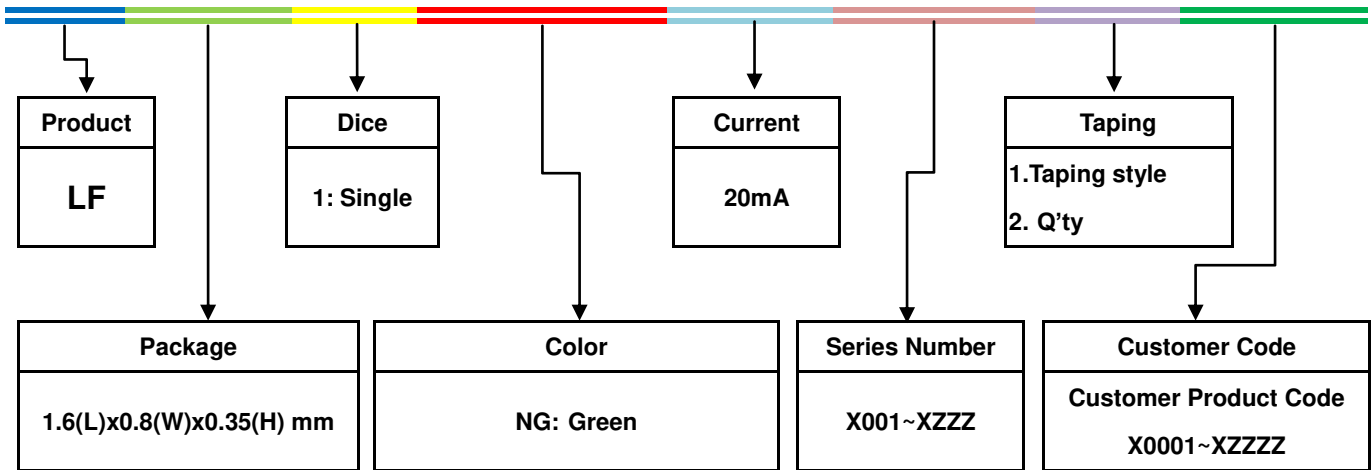 Product
LF
Dice
1: Single
Current
20mA
Taping
1.Taping style
2. Q'ty
Package
1.6(L)x0.8(W)x0.35(H) mm
Color
NG: Green
Series Number
X001~XZZZ
Customer Code
Customer Product Code
X0001~XZZZZ